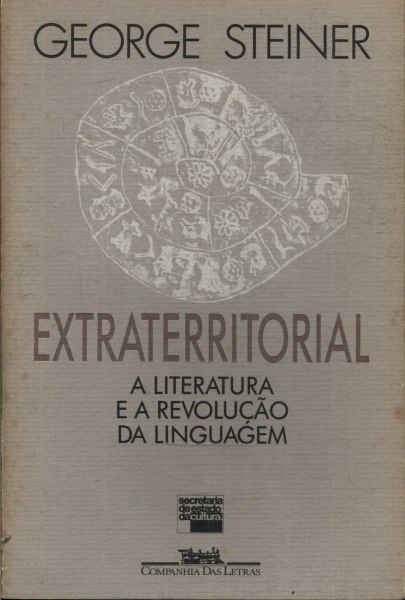 GEORGE STEINER
EXTRATERRITORIAL
A LITERATURA
E A REVOLUÇÃO
DA LINGUAGEM
secretaria
de estado
da cultura.
COMPANHIA DAS LETRAS